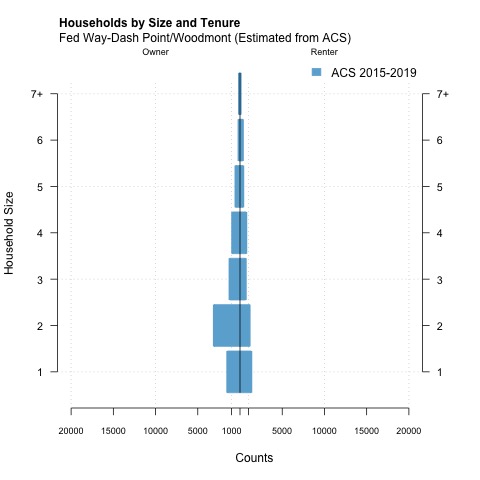 Households by Size and Tenure
Fed Way-Dash Point/Woodmont (Estimated from ACS)
Owner Renter
ACS 2015-2019
7+ 7+
6 6
5 5
4 4
3 3
2 2
1 1
Household Size
20000 15000 10000 5000 1000 5000 10000 15000 20000
Counts